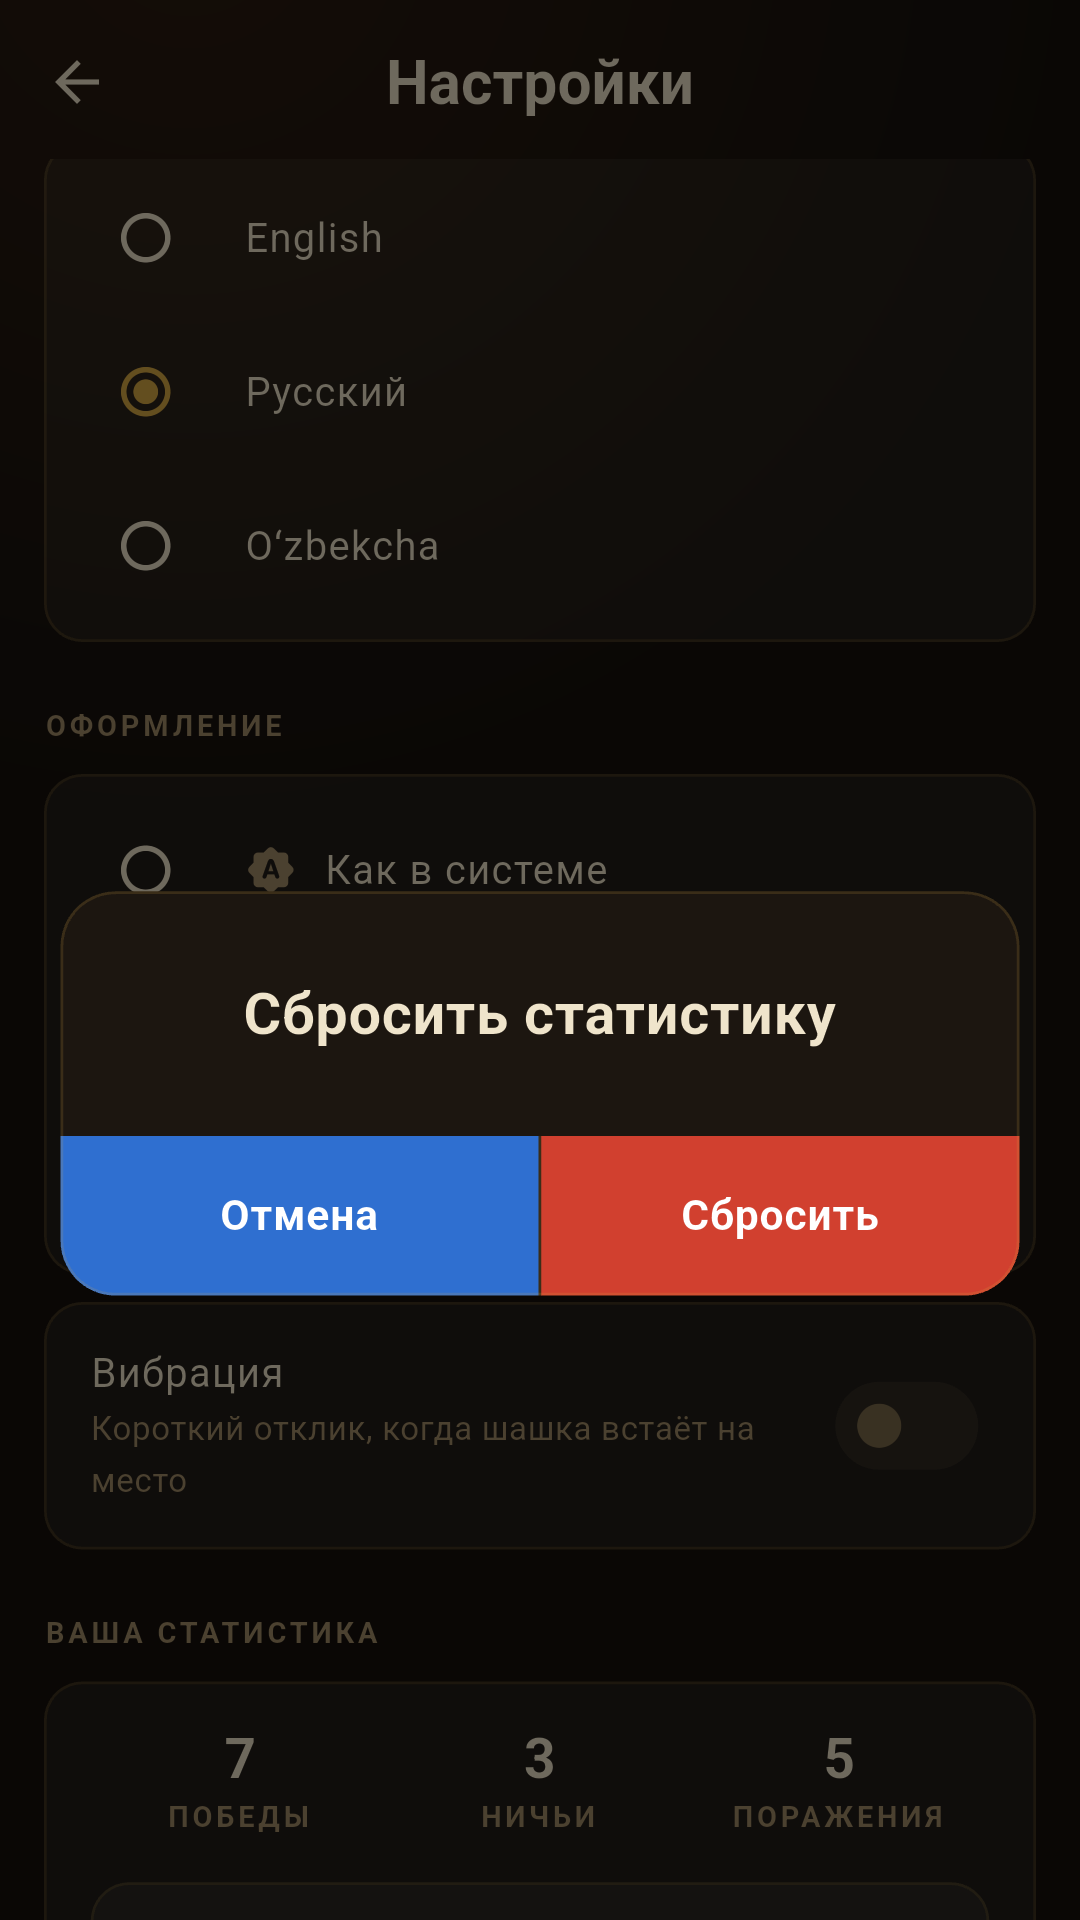 Настройки
English
Русский
Oʻzbekcha
ОФОРМЛЕНИЕ
A
Как в системе
Сбросить статистику
Отмена
Сбросить
Вибрация
Короткий отклик, когда шашка встаёт на
место
ВАША СТАТИСТИКА
7
3
5
ПОБЕДЫ
НИЧЬИ
ПОРАЖЕНИЯ